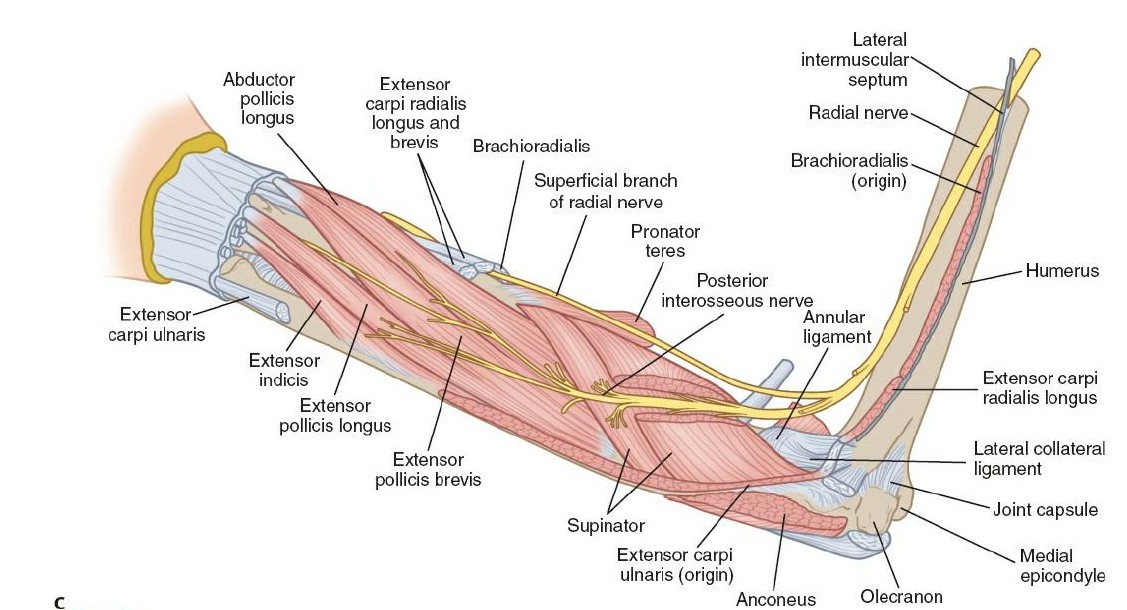 Lateral
intermuscular
septum
Radial nerve
Brachioradialis
(origin)
Abductor
pollicis
longus
Extensor
carpi radialis
longus and
brevis
Brachioradialis
Superficial branch
of radial nerve
Pronator
teres
Posterior
interosseous nerve
Annular
ligament
Humerus
Extensor
carpi ulnaris
Extensor
indicis
Extensor
pollicis longus
Extensor
pollicis brevis
Extensor carpi
radialis longus
Lateral collateral
ligament
Joint capsule
Medial
epicondyle
Supinator
Extensor carpi
ulnaris (origin)
Anconeus
Olecranon
C